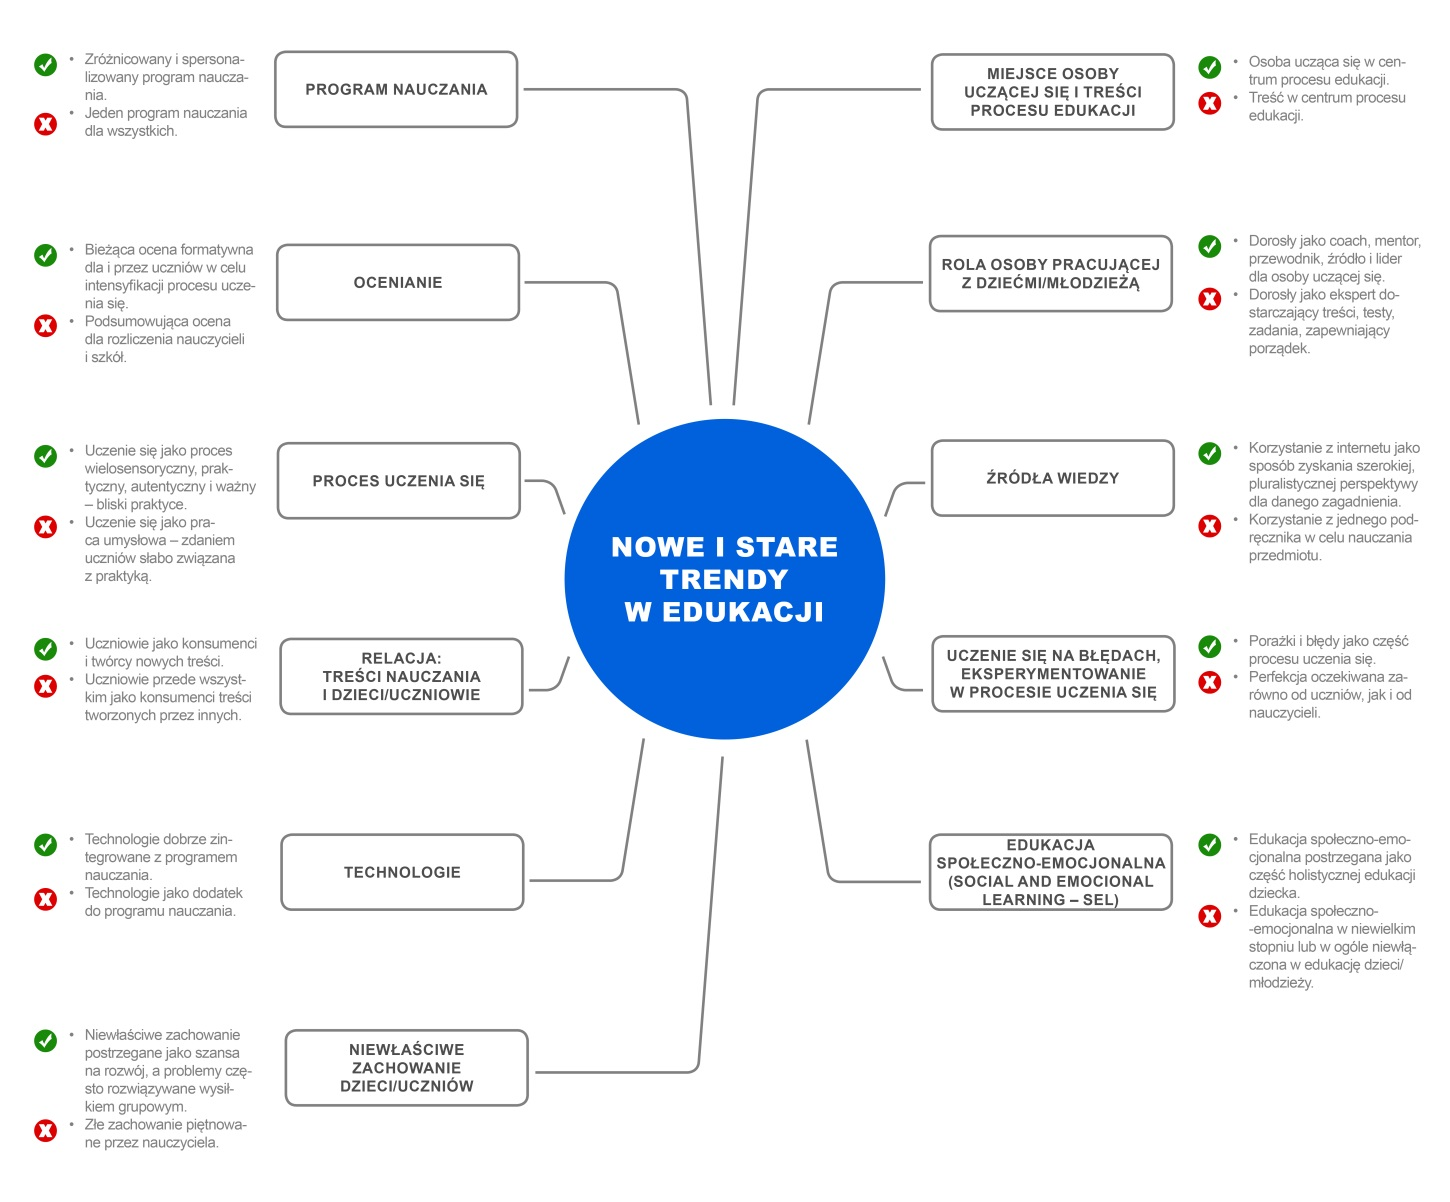 • Zróżnicowany i spersona-
lizowany program naucza-
nia.
• Jeden program nauczania
dla wszystkich.
PROGRAM NAUCZANIA
• Bieżąca ocena formatywna
dla i przez uczniów w celu
intensyfikacji procesu ucze-
nia się.
• Podsumowująca ocena
dla rozliczenia nauczycieli
i szkół.
OCENIANIE
• Uczenie się jako proces
wielosensoryczny, prak-
tyczny, autentyczny i ważny
– bliski praktyce.
• Uczenie się jako pra-
ca umysłowa – zdaniem
uczniów słabo związana
z praktyką.
PROCES UCZENIA SIĘ
• Uczniowie jako konsumenci
i twórcy nowych treści.
• Uczniowie przede wszyst-
kim jako konsumenci treści
tworzonych przez innych.
RELACJA:
TREŚCI NAUCZANIA
I DZIECI/UCZNIOWIE
• Technologie dobrze zin-
tegrowane z programem
nauczania.
• Technologie jako dodatek
do programu nauczania.
TECHNOLOGIE
• Niewłaściwe zachowanie
postrzegane jako szansa
na rozwój, a problemy czę-
sto rozwiązywane wysił-
kiem grupowym.
• Złe zachowanie piętnowa-
ne przez nauczyciela.
NIEWŁAŚCIWE
ZACHOWANIE
DZIECI/UCZNIÓW
NOWE I STARE
TRENDY
W EDUKACJI
MIEJSCE OSOBY
UCZĄCEJ SIĘ I TREŚCI
PROCESU EDUKACJI
• Osoba ucząca się w cen-
trum procesu edukacji.
• Treść w centrum procesu
edukacji.
ROLA OSOBY PRACUJĄCEJ
Z DZIEĆMI/MŁODZIEŻĄ
• Dorosły jako coach, mentor,
przewodnik, źródło i lider
dla osoby uczącej się.
• Dorosły jako ekspert do-
starczający treści, testy,
zadania, zapewniający
porządek.
ŹRÓDŁA WIEDZY
• Korzystanie z internetu jako
sposób zyskania szerokiej,
pluralistycznej perspektywy
dla danego zagadnienia.
• Korzystanie z jednego pod-
ręcznika w celu nauczania
przedmiotu.
UCZENIE SIĘ NA BŁĘDACH,
EKSPERYMENTOWANIE
W PROCESIE UCZENIA SIĘ
• Porażki i błędy jako część
procesu uczenia się.
• Perfekcja oczekiwana za-
równo od uczniów, jak i od
nauczycieli.
EDUKACJA
SPOŁECZNO-EMOCJONALNA
(SOCIAL AND EMOCIONAL
LEARNING – SEL)
• Edukacja społeczno-emo-
cjonalna postrzegana jako
część holistycznej edukacji
dziecka.
• Edukacja społeczno-
-emocjonalna w niewielkim
stopniu lub w ogóle niewłą-
czona w edukację dzieci/
młodzieży.